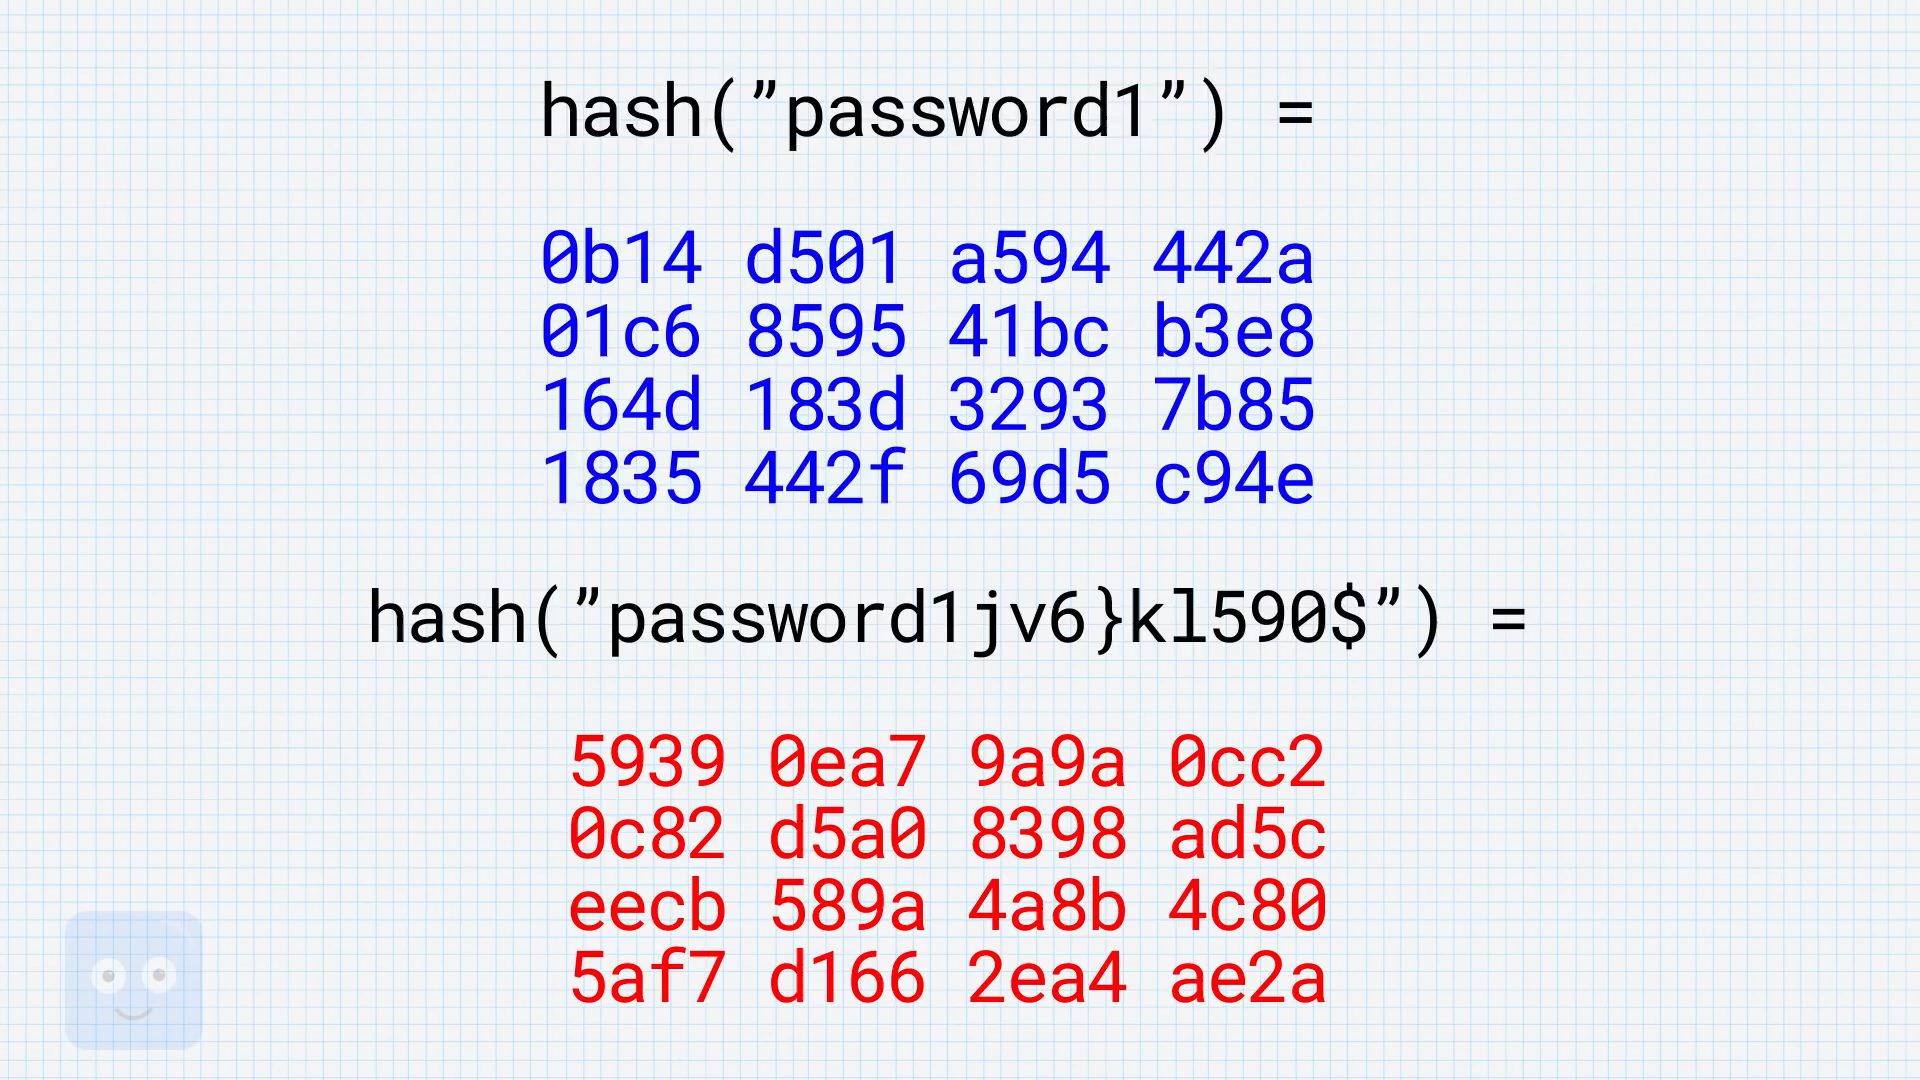 hash(”password1”) =
0b14 d501 a594 442a
01c6 8595 41bc b3e8
164d 183d 3293 7b85
1835 442f 69d5 c94e
hash(”password1jv6}kl590$”) =
5939 0ea7 9a9a 0cc2
0c82 d5a0 8398 ad5c
eecb 589a 4a8b 4c80
5af7 d166 2ea4 ae2a